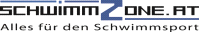 SCHWIMMZONE.AT
Alles für den Schwimmsport